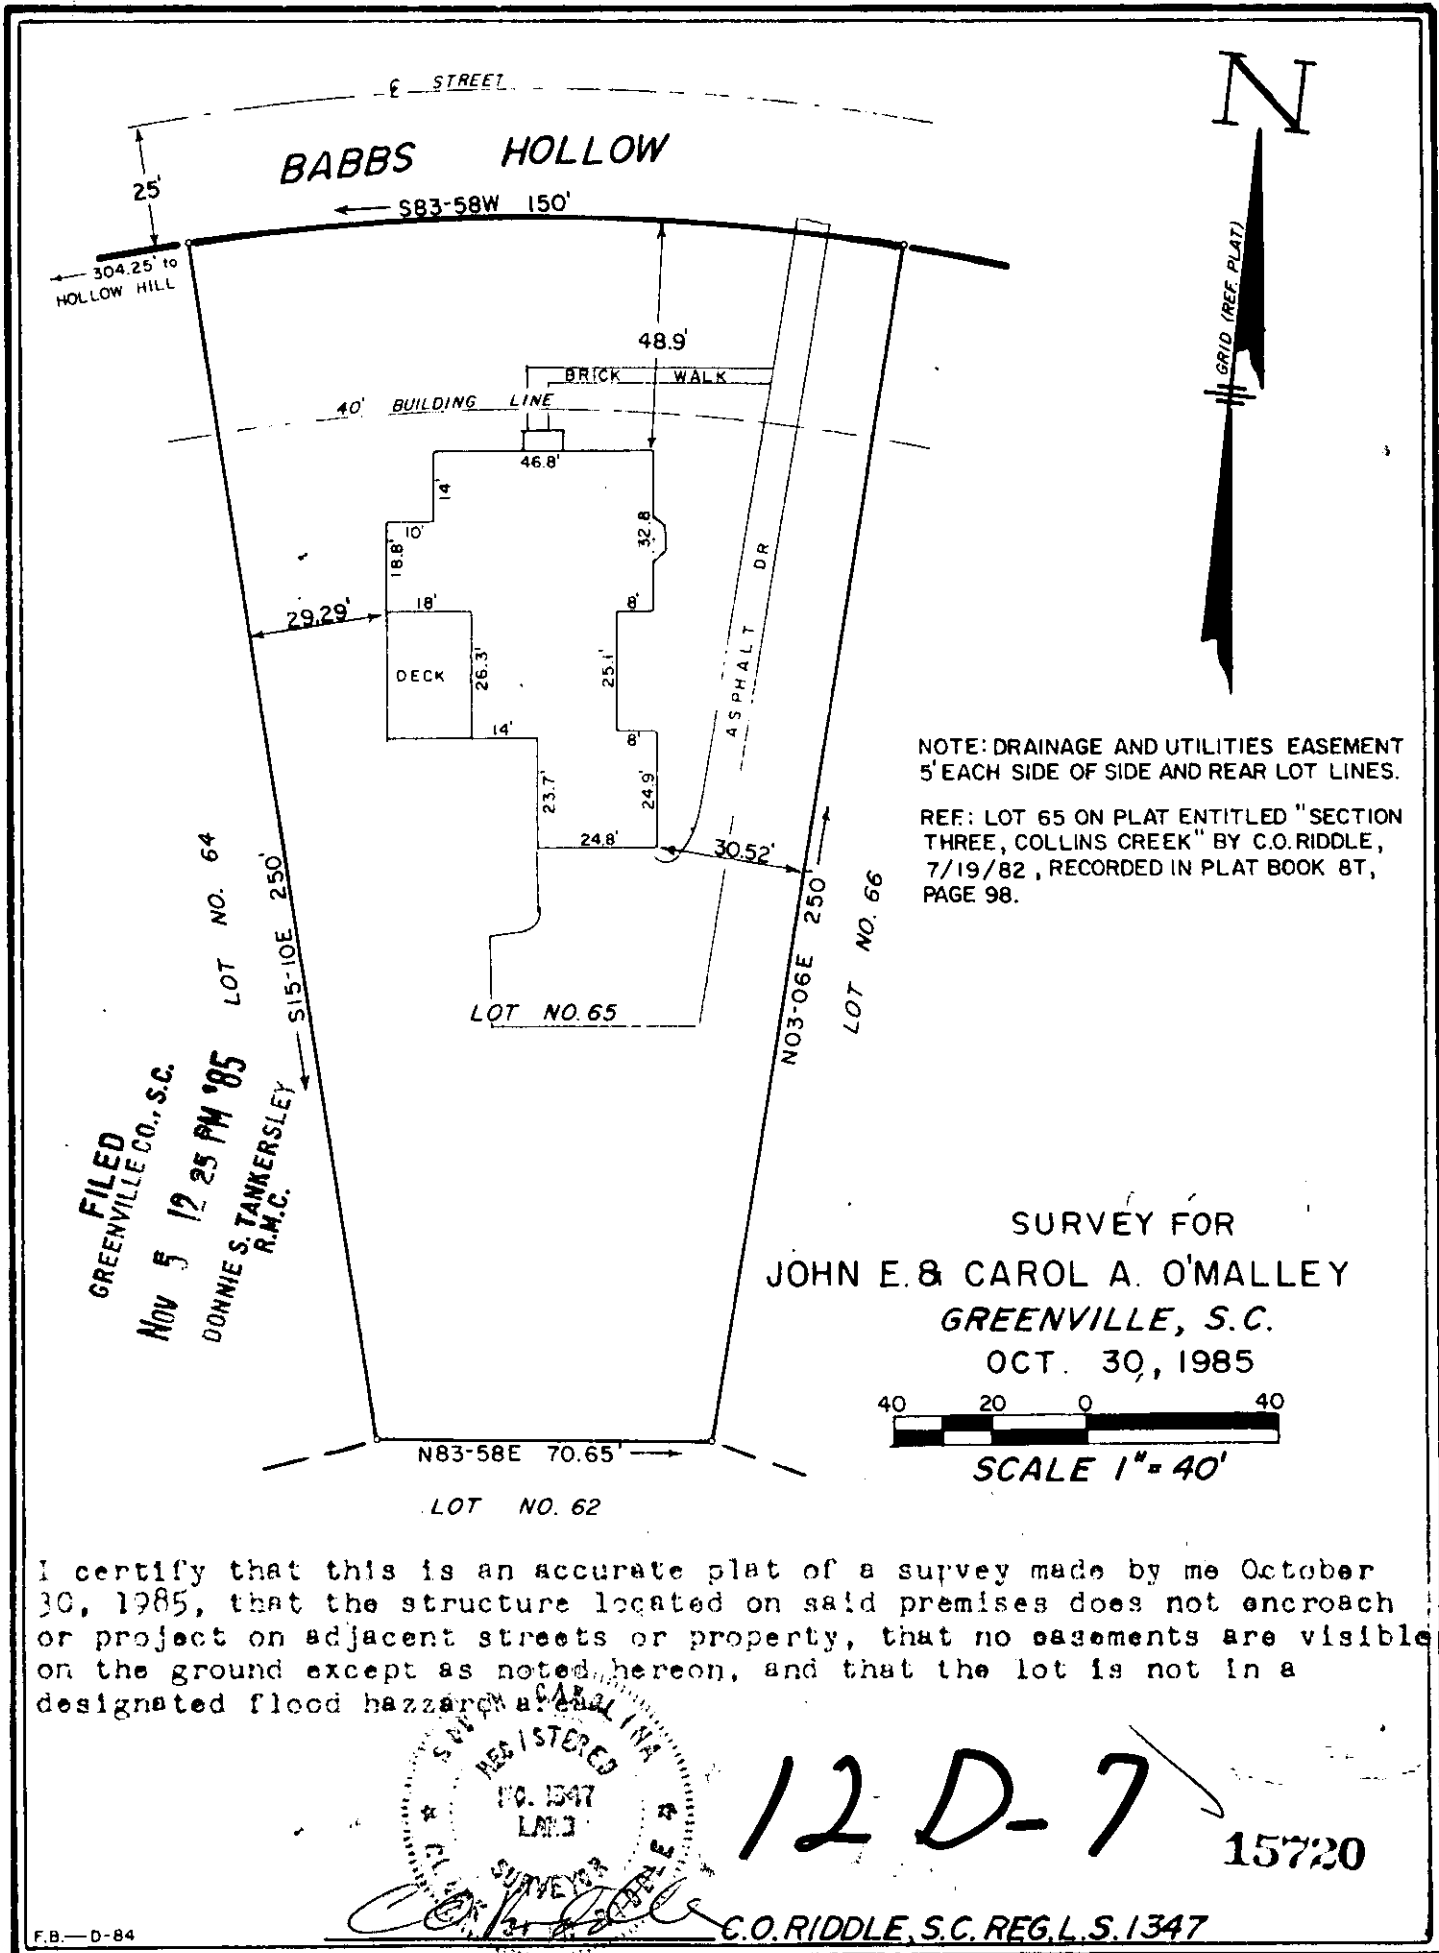 ℄ STREET
BABBS HOLLOW
25'
S83-58W 150'
304.25' to
HOLLOW HILL
N
GRID (REF. PLAT)
48.9'
BRICK WALK
40' BUILDING LINE
46.8'
14'
10'
32.8
18.8'
29.29'
18'
8'
DECK
26.3'
25.1'
ASPHALT DR
14'
8'
23.7'
24.9'
24.8'
30.52'
NOTE: DRAINAGE AND UTILITIES EASEMENT
5' EACH SIDE OF SIDE AND REAR LOT LINES.
REF.: LOT 65 ON PLAT ENTITLED "SECTION
THREE, COLLINS CREEK" BY C.O. RIDDLE,
7/19/82, RECORDED IN PLAT BOOK 8T,
PAGE 98.
LOT NO. 64
S15-10E 250'
N03-06E 250'
LOT NO. 66
LOT NO. 65
FILED
GREENVILLE CO., S.C.
NOV 5 12 25 PM '85
DONNIE S. TANKERSLEY
R.M.C.
SURVEY FOR
JOHN E. & CAROL A. O'MALLEY
GREENVILLE, S.C.
OCT. 30, 1985
40 20 0 40
SCALE 1"= 40'
N83-58E 70.65'
LOT NO. 62
I certify that this is an accurate plat of a survey made by me October
30, 1985, that the structure located on said premises does not encroach
or project on adjacent streets or property, that no easements are visible
on the ground except as noted hereon, and that the lot is not in a
designated flood hazzard area.
SOUTH CAROLINA
REGISTERED
NO. 1347
LAND
SURVEYOR
RIDDLE
12 D-7
15720
C.O. Riddle
C.O. RIDDLE, S.C. REG. L.S. 1347
F.B.—D-84